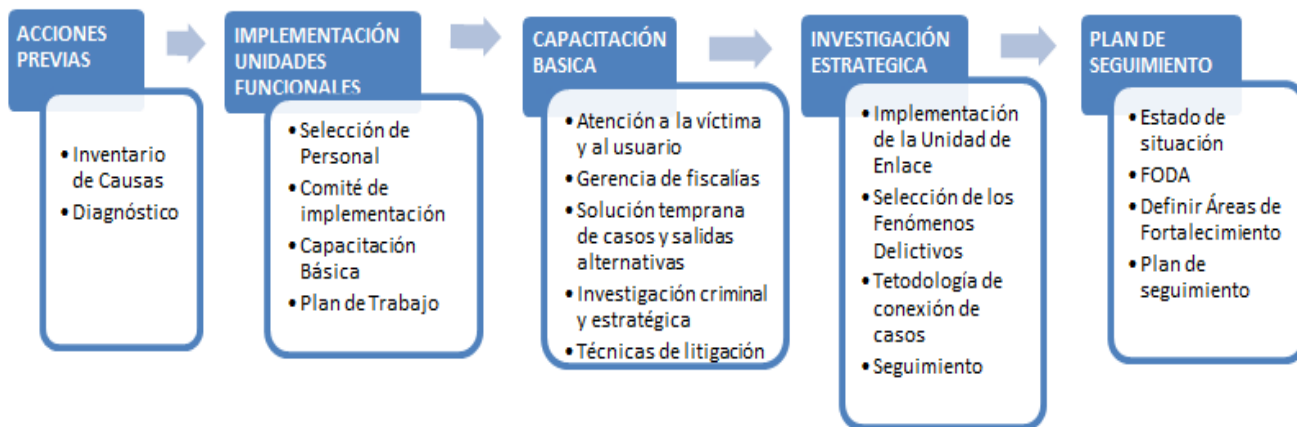 ACCIONES
PREVIAS
• Inventario
de Causas
• Diagnóstico
IMPLEMENTACIÓN
UNIDADES
FUNCIONALES
• Selección de
Personal
• Comité de
implementación
• Capacitación
Básica
• Plan de Trabajo
CAPACITACIÓN
BASICA
• Atención a la víctima
y al usuario
• Gerencia de fiscalías
• Solución temprana
de casos y salidas
alternativas
• Investigación criminal
y estratégica
• Técnicas de litigación
INVESTIGACIÓN
ESTRATEGICA
• Implementación
de la Unidad de
Enlace
• Selección de los
Fenómenos
Delictivos
• Tetodología de
conexión de
casos
• Seguimiento
PLAN DE
SEGUIMIENTO
• Estado de
situación
• FODA
• Definir Áreas de
Fortalecimiento
• Plan de
seguimiento